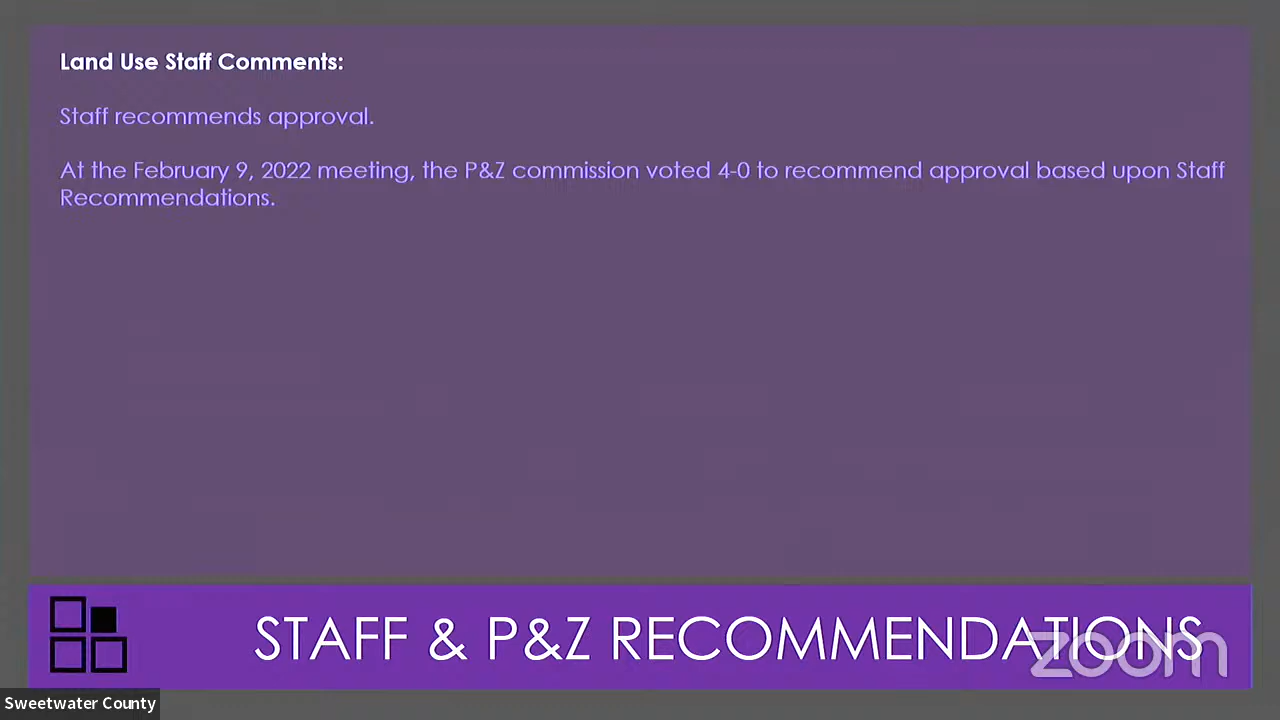 Land Use Staff Comments:
Staff recommends approval.
At the February 9, 2022 meeting, the P&Z commission voted 4-0 to recommend approval based upon Staff
Recommendations.
STAFF & P&Z RECOMMENDATIONS
zoom
Sweetwater County